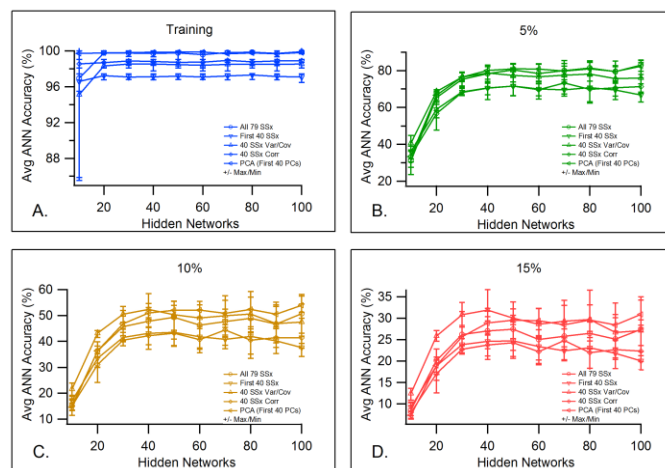 Training
Avg ANN Accuracy (%)
100
96
92
88
All 79 SSx
First 40 SSx
40 SSx Var/Cov
40 SSx Corr
PCA (First 40 PCs)
+/- Max/Min
A.
20 40 60 80 100
Hidden Networks
5%
Avg ANN Accuracy (%)
80
60
40
20
All 79 SSx
First 40 SSx
40 SSx Var/Cov
40 SSx Corr
PCA (First 40 PCs)
+/- Max/Min
B.
20 40 60 80 100
Hidden Networks
10%
Avg ANN Accuracy (%)
60
50
40
30
20
10
All 79 SSx
First 40 SSx
40 SSx Var/Cov
40 SSx Corr
PCA (First 40 PCs)
+/- Max/Min
C.
20 40 60 80 100
Hidden Networks
15%
Avg ANN Accuracy (%)
35
30
25
20
15
10
All 79 SSx
First 40 SSx
40 SSx Var/Cov
40 SSx Corr
PCA (First 40 PCs)
+/- Max/Min
D.
20 40 60 80 100
Hidden Networks